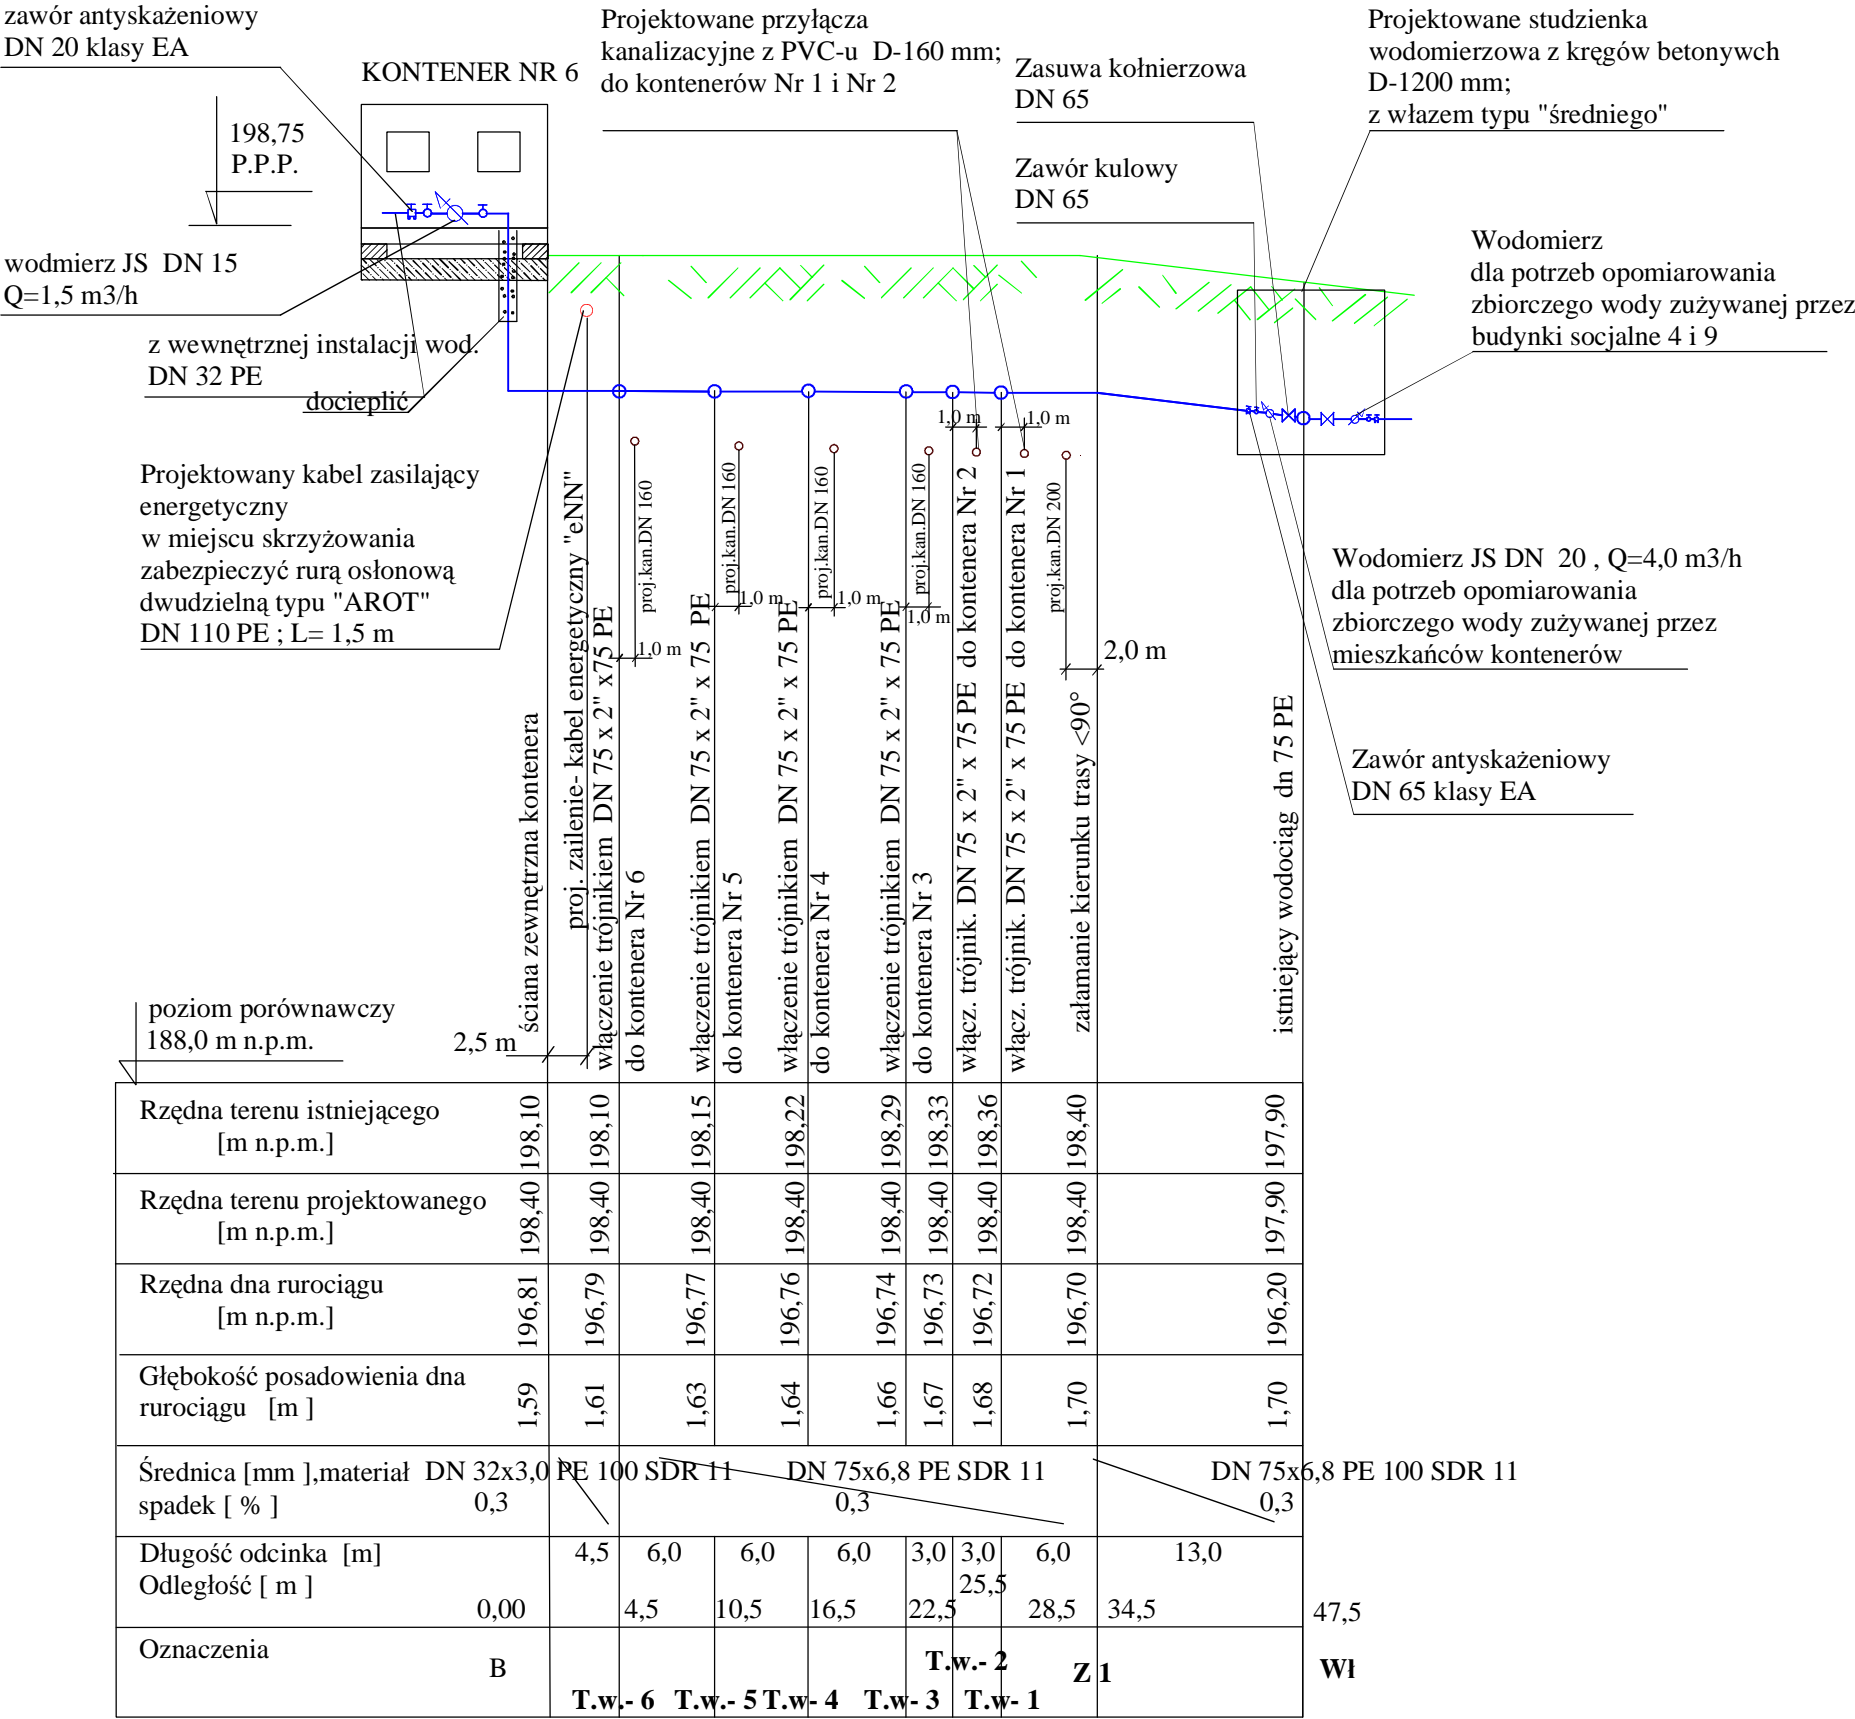 zawór antyskażeniowy
DN 20 klasy EA
KONTENER NR 6
Projektowane przyłącza
kanalizacyjne z PVC-u D-160 mm;
do kontenerów Nr 1 i Nr 2
Zasuwa kołnierzowa
DN 65
Projektowane studzienka
wodomierzowa z kręgów betonywch
D-1200 mm;
z włazem typu "średniego"
198,75
P.P.P.
Zawór kulowy
DN 65
wodmierz JS DN 15
Q=1,5 m3/h
Wodomierz
dla potrzeb opomiarowania
zbiorczego wody zużywanej przez
budynki socjalne 4 i 9
z wewnętrznej instalacji wod.
DN 32 PE
docieplić
Projektowany kabel zasilający
energetyczny
w miejscu skrzyżowania
zabezpieczyć rurą osłonową
dwudzielną typu "AROT"
DN 110 PE ; L= 1,5 m
1,0 m
1,0 m
Wodomierz JS DN 20 , Q=4,0 m3/h
dla potrzeb opomiarowania
zbiorczego wody zużywanej przez
mieszkańców kontenerów
Zawór antyskażeniowy
DN 65 klasy EA
ściana zewnętrzna kontenera
proj. zailenie- kabel energetyczny "eNN"
włączenie trójnikiem DN 75 x 2" x75 PE
do kontenera Nr 6
proj.kan.DN 160
1,0 m
włączenie trójnikiem DN 75 x 2" x 75 PE
do kontenera Nr 5
proj.kan.DN 160
1,0 m
włączenie trójnikiem DN 75 x 2" x 75 PE
do kontenera Nr 4
proj.kan.DN 160
1,0 m
włączenie trójnikiem DN 75 x 2" x 75 PE
do kontenera Nr 3
proj.kan.DN 160
1,0 m
włącz. trójnik. DN 75 x 2" x 75 PE do kontenera Nr 2
włącz. trójnik. DN 75 x 2" x 75 PE do kontenera Nr 1
proj.kan.DN 200
2,0 m
załamanie kierunku trasy <90°
istniejący wodociąg dn 75 PE
poziom porównawczy
188,0 m n.p.m.
2,5 m
Rzędna terenu istniejącego
[m n.p.m.]
198,10 198,10 198,15 198,22 198,29 198,33 198,36 198,40 197,90
Rzędna terenu projektowanego
[m n.p.m.]
198,40 198,40 198,40 198,40 198,40 198,40 198,40 198,40 197,90
Rzędna dna rurociągu
[m n.p.m.]
196,81 196,79 196,77 196,76 196,74 196,73 196,72 196,70 196,20
Głębokość posadowienia dna
rurociągu [m ]
1,59 1,61 1,63 1,64 1,66 1,67 1,68 1,70 1,70
Średnica [mm ],materiał DN 32x3,0 PE 100 SDR 11 DN 75x6,8 PE SDR 11 DN 75x6,8 PE 100 SDR 11
spadek [ % ] 0,3 0,3 0,3
Długość odcinka [m] 4,5 6,0 6,0 6,0 3,0 3,0 6,0 13,0
Odległość [ m ] 25,5
0,00 4,5 10,5 16,5 22,5 28,5 34,5 47,5
Oznaczenia
B T.w.- 2 Z 1 Wł
T.w.- 6 T.w.- 5 T.w- 4 T.w- 3 T.w- 1